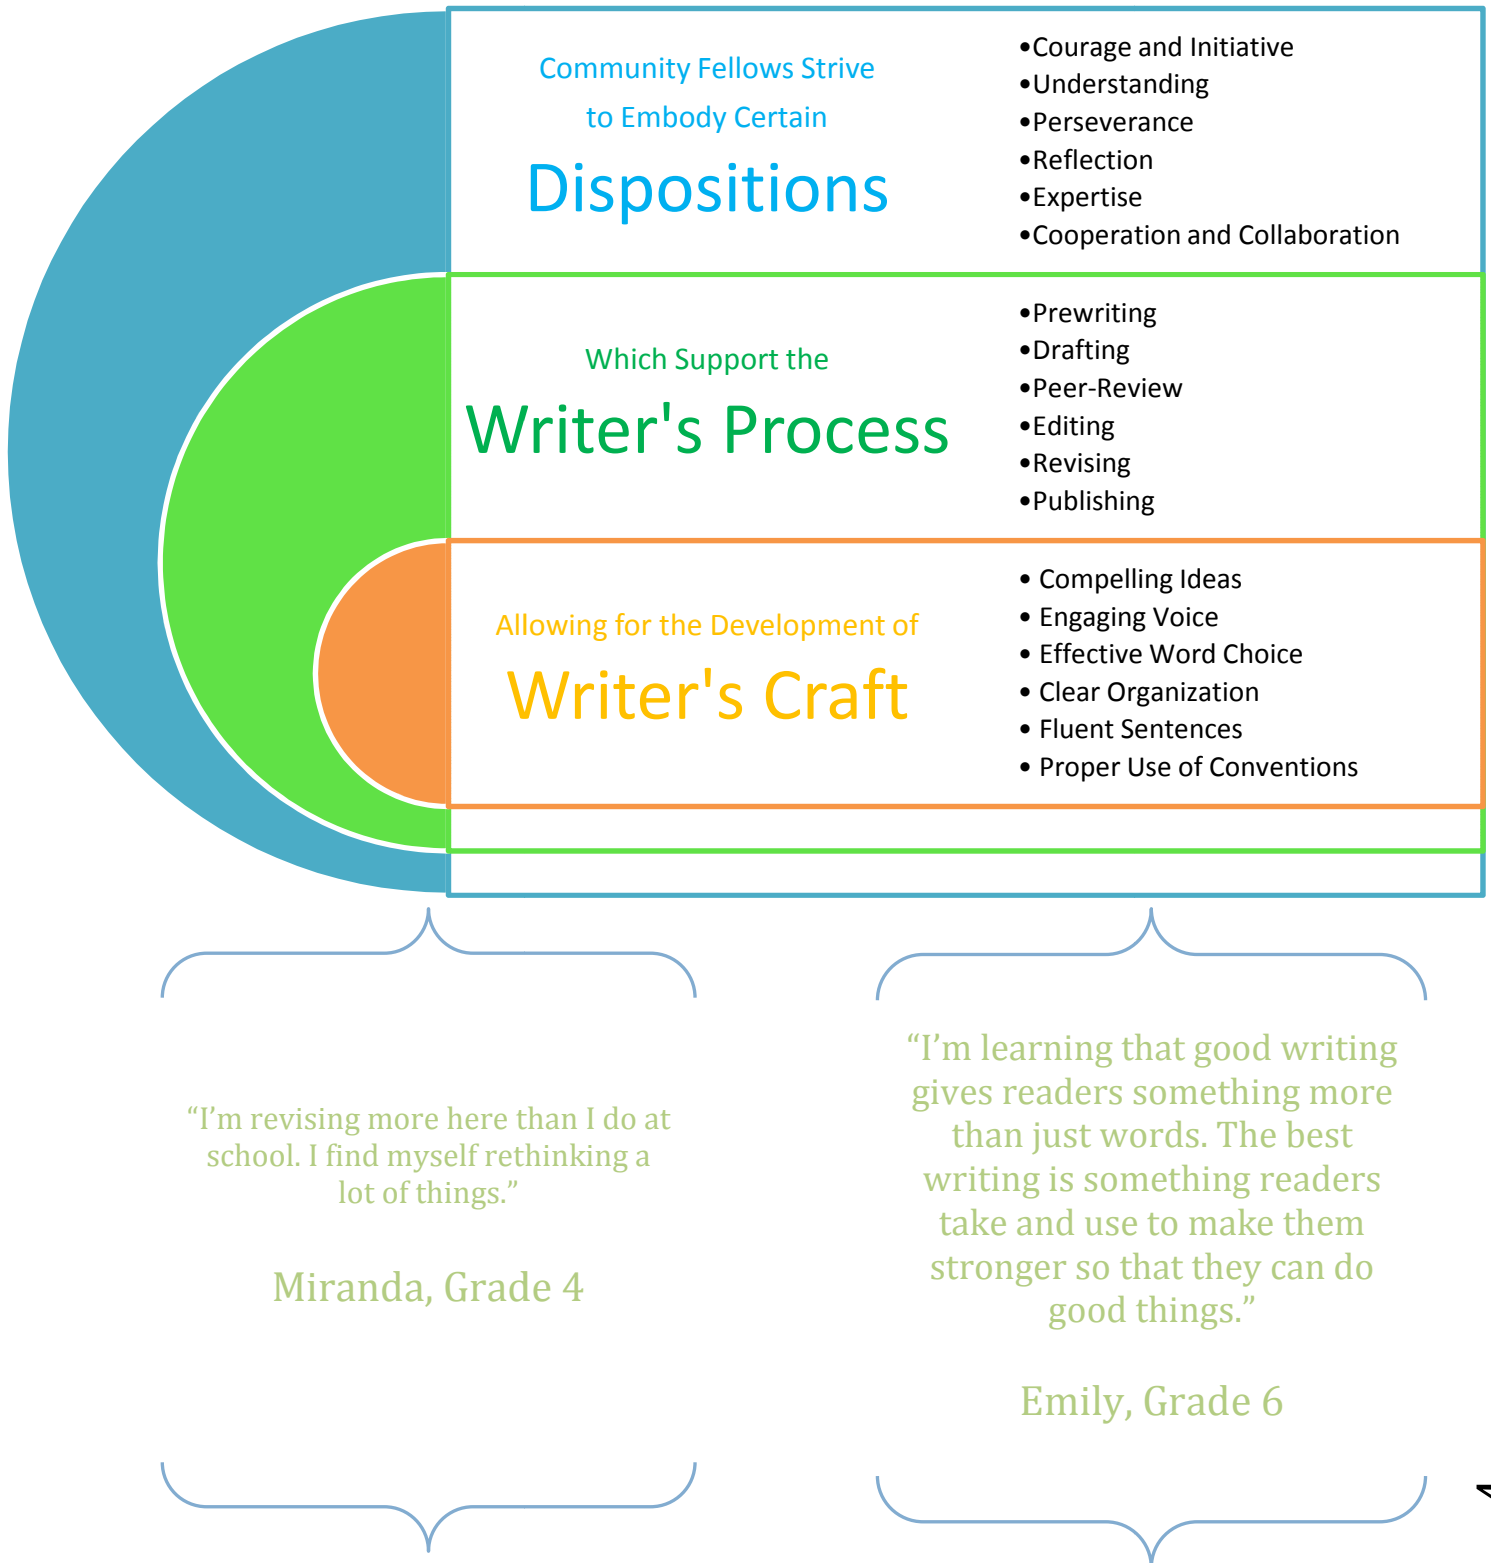 Community Fellows Strive
to Embody Certain
Dispositions
•Courage and Initiative
•Understanding
•Perseverance
•Reflection
•Expertise
•Cooperation and Collaboration
Which Support the
Writer's Process
•Prewriting
•Drafting
•Peer-Review
•Editing
•Revising
•Publishing
Allowing for the Development of
Writer's Craft
• Compelling Ideas
• Engaging Voice
• Effective Word Choice
• Clear Organization
• Fluent Sentences
• Proper Use of Conventions
“I’m revising more here than I do at
school. I find myself rethinking a
lot of things.”
Miranda, Grade 4
“I’m learning that good writing
gives readers something more
than just words. The best
writing is something readers
take and use to make them
stronger so that they can do
good things.”
Emily, Grade 6